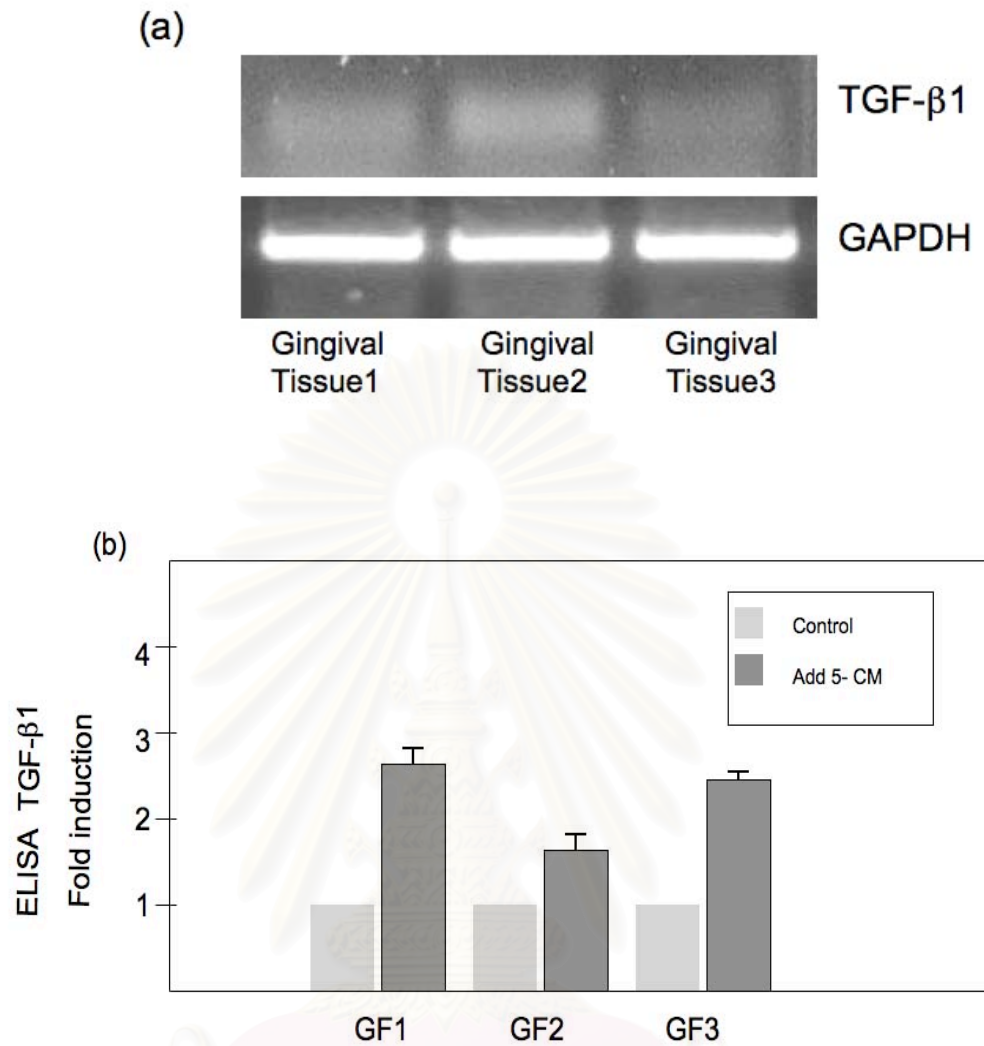 (a)
TGF-β1
GAPDH
Gingival Gingival Gingival
Tissue1 Tissue2 Tissue3
(b)
ELISA TGF-β1
Fold induction
4
3
2
1
Control
Add 5- CM
GF1 GF2 GF3